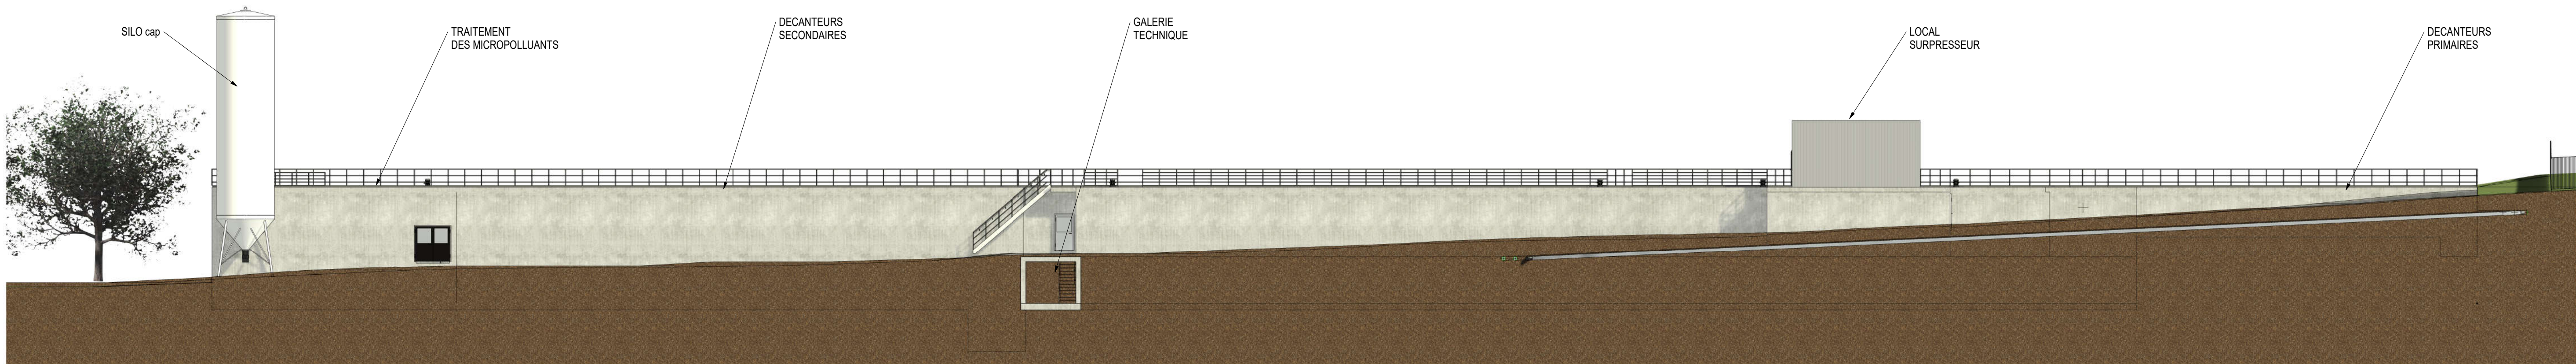 SILO cap
TRAITEMENT
DES MICROPOLLUANTS
DECANTEURS
SECONDAIRES
GALERIE
TECHNIQUE
LOCAL
SURPRESSEUR
DECANTEURS
PRIMAIRES